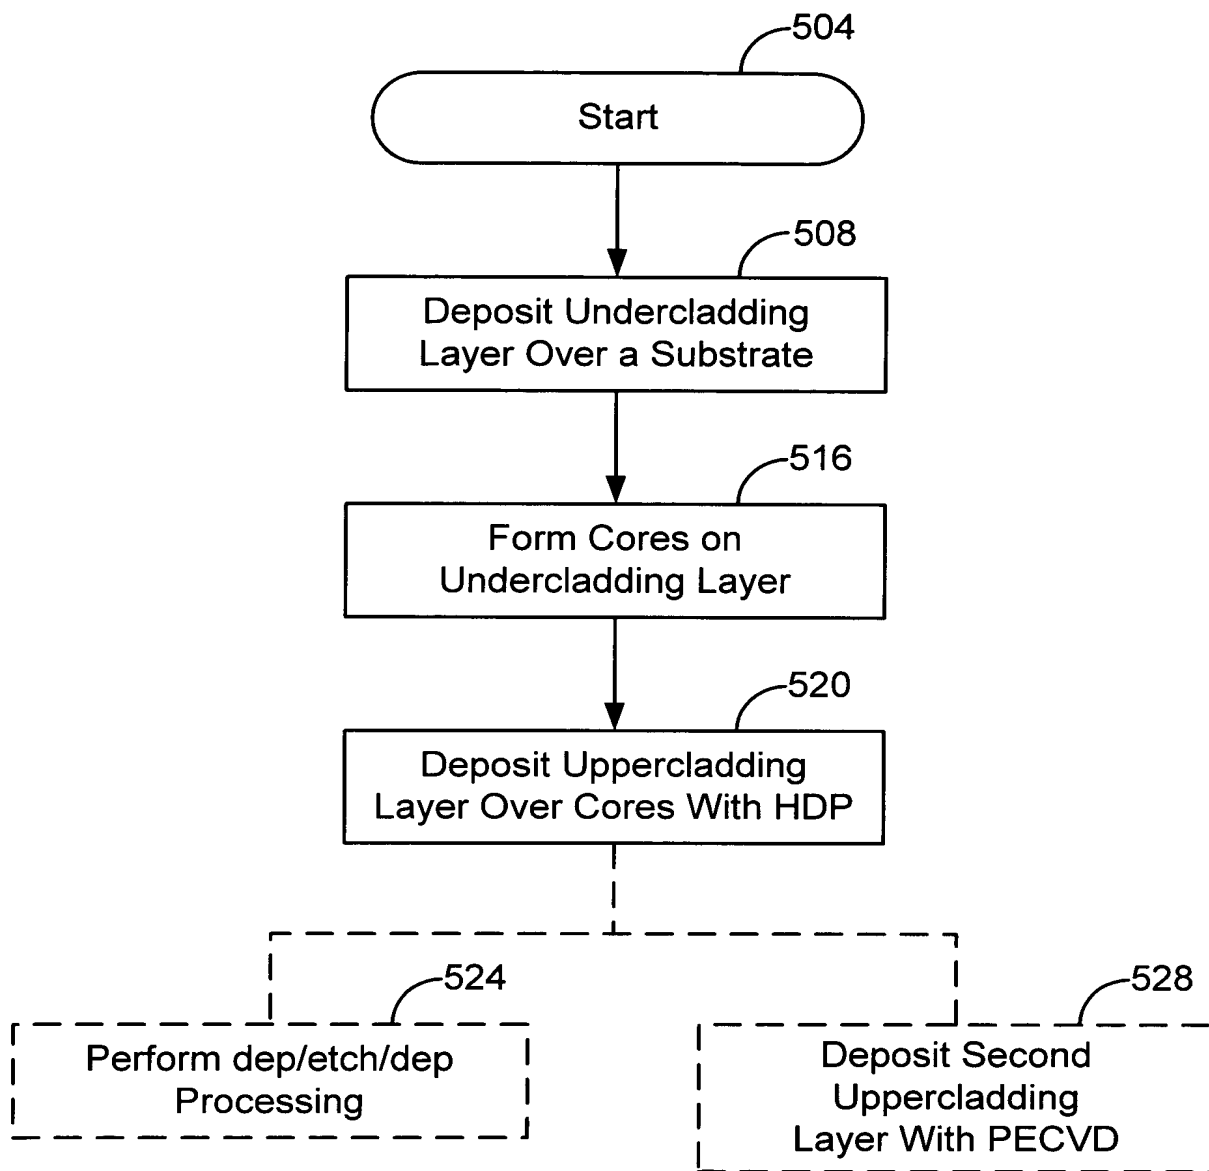 504
Start
508
Deposit Undercladding
Layer Over a Substrate
516
Form Cores on
Undercladding Layer
520
Deposit Uppercladding
Layer Over Cores With HDP
524
Perform dep/etch/dep
Processing
528
Deposit Second
Uppercladding
Layer With PECVD